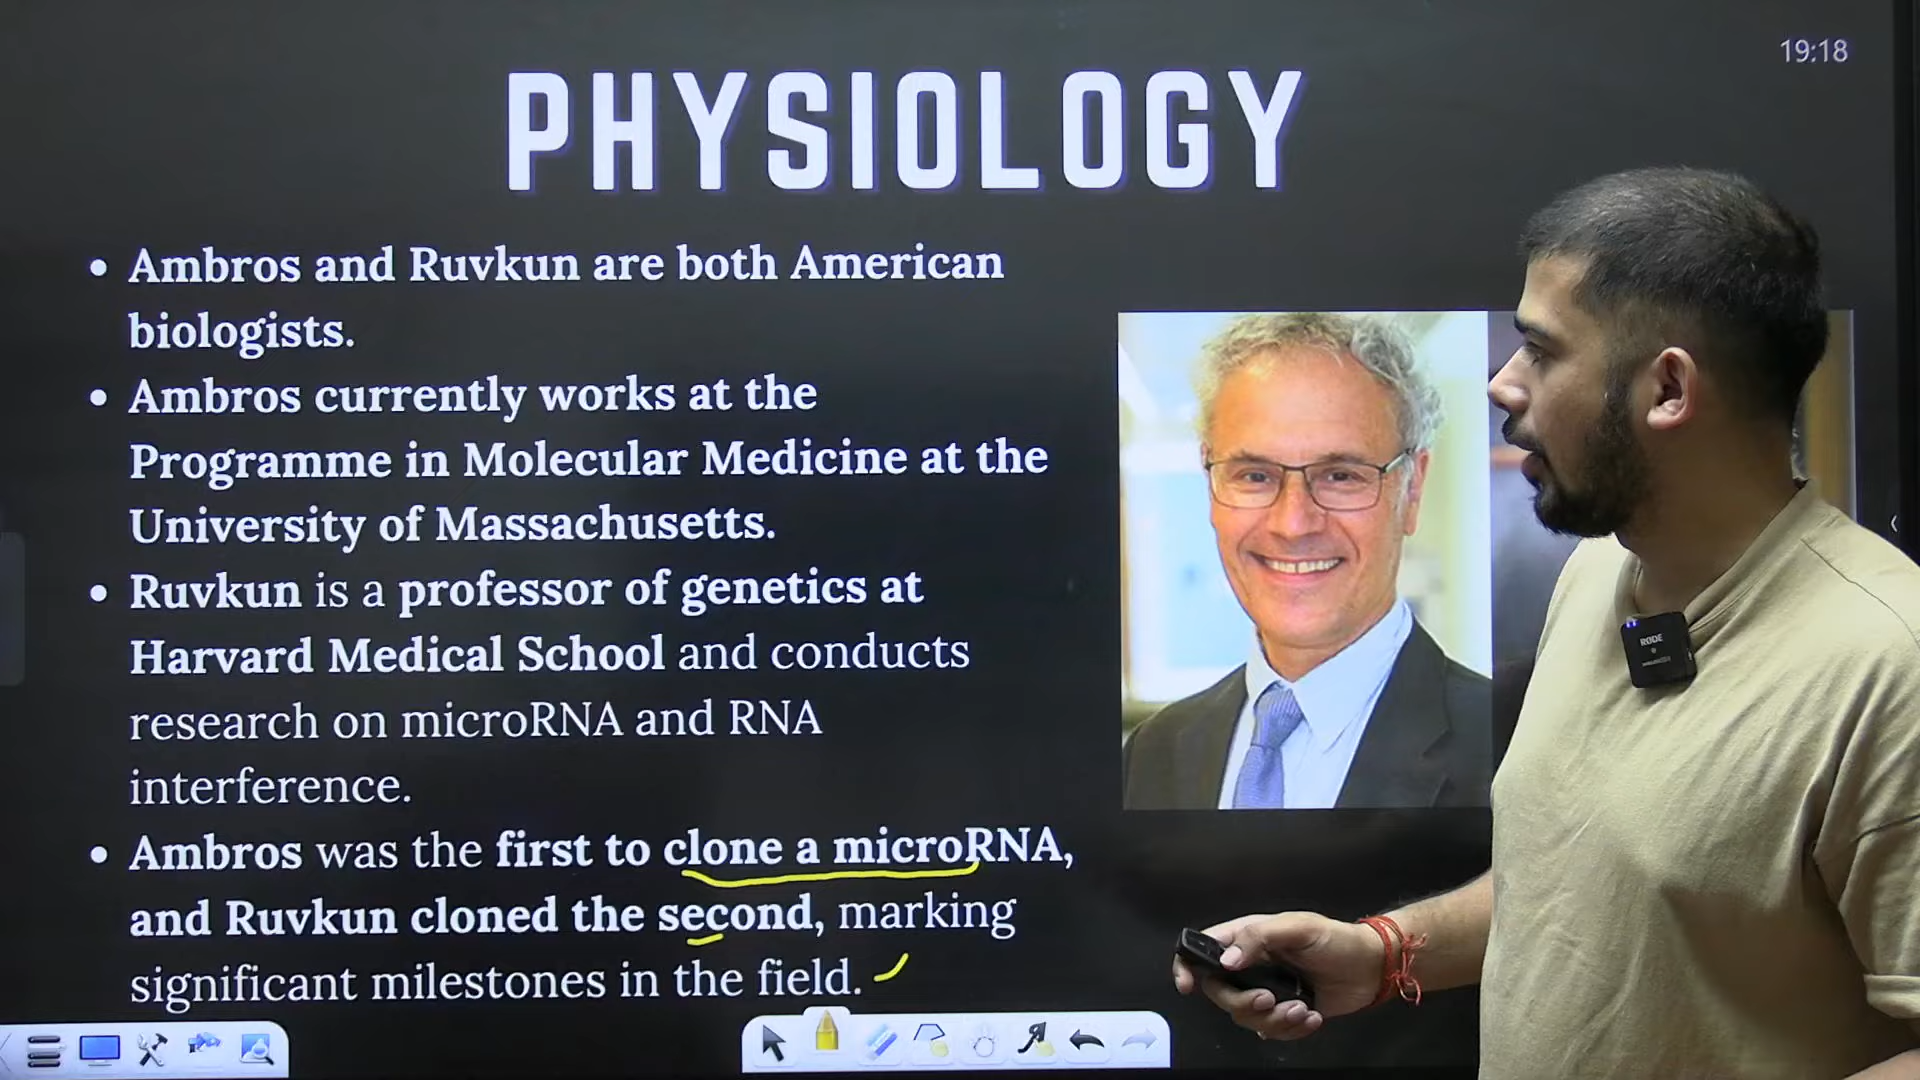 19:18
PHYSIOLOGY
• Ambros and Ruvkun are both American
biologists.
• Ambros currently works at the
Programme in Molecular Medicine at the
University of Massachusetts.
• Ruvkun is a professor of genetics at
Harvard Medical School and conducts
research on microRNA and RNA
interference.
• Ambros was the first to clone a microRNA,
and Ruvkun cloned the second, marking
significant milestones in the field.
RØDE